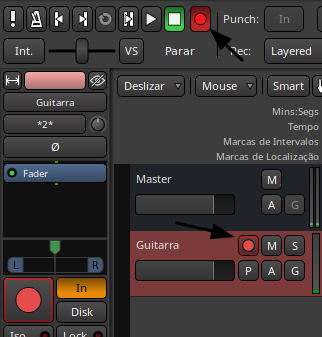 Punch: In
Int. VS Parar Rec: Layered
Deslizar Mouse Smart
Guitarra
*2*
Ø
Fader
L R
In
Disk
Iso Lock
Mins:Segs
Tempo
Marcas de Intervalos
Marcas de Localização
Master M
A G
Guitarra M S
P A G